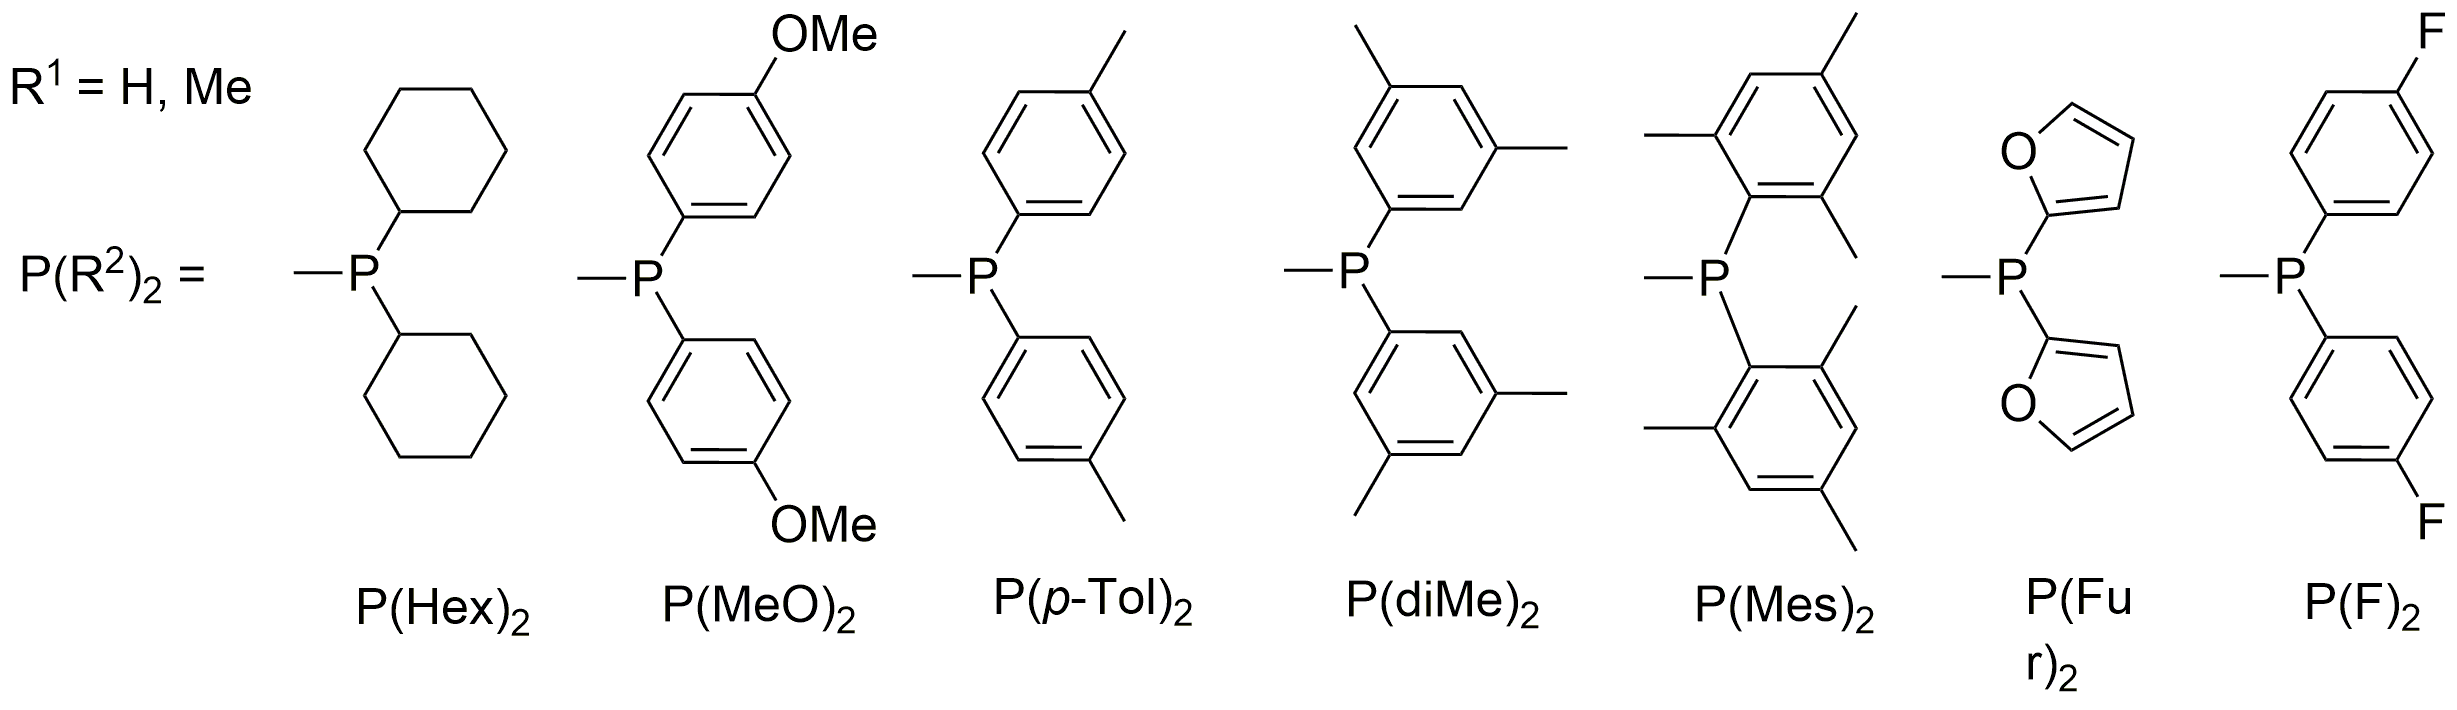 R¹ = H, Me
P(R²)₂ =
P
OMe
P
OMe
P
P
P
O
P
O
F
P
F
P(Hex)₂
P(MeO)₂
P(p-Tol)₂
P(diMe)₂
P(Mes)₂
P(Fu
r)₂
P(F)₂